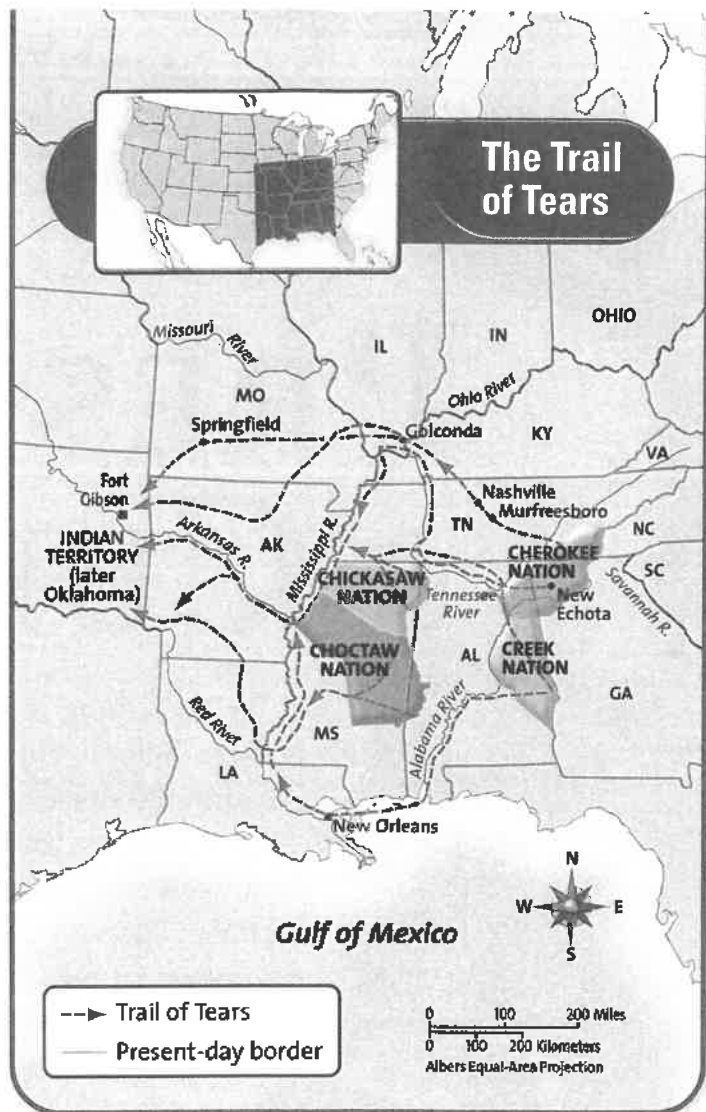 The Trail
of Tears
OHIO
Missouri
River
IL
IN
MO
Ohio River
Springfield
Golconda
KY
VA
Fort
Gibson
Nashville
Murfreesboro
TN
NC
INDIAN
TERRITORY
(later
Oklahoma)
Arkansas R.
AK
Mississippi R.
CHEROKEE
NATION
SC
CHICKASAW
NATION
Tennessee
River
New
Echota
Savannah R.
CHOCTAW
NATION
AL
CREEK
NATION
GA
Red River
MS
Alabama River
LA
New Orleans
N
W
E
S
Gulf of Mexico
Trail of Tears
Present-day border
0 100 200 Miles
0 100 200 Kilometers
Albers Equal-Area Projection